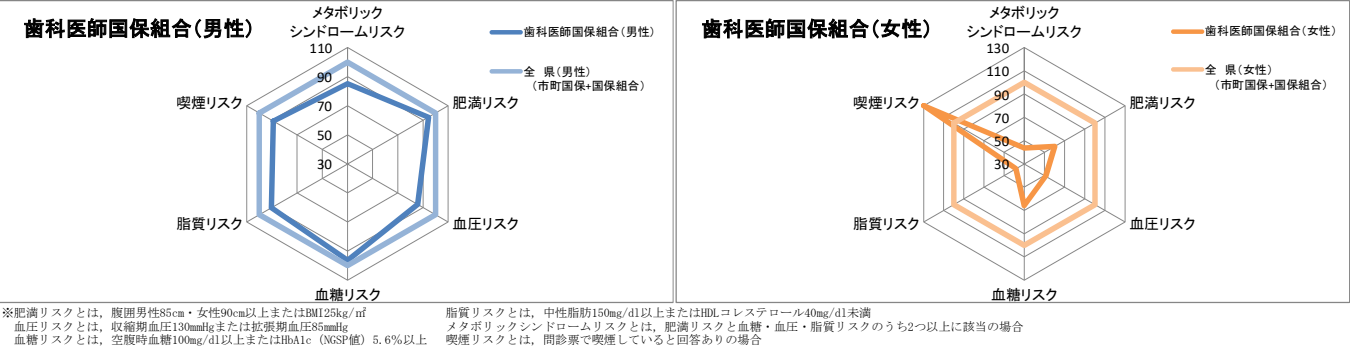 歯科医師国保組合(男性)
メタボリック
シンドロームリスク
110
90
70
50
30
喫煙リスク
肥満リスク
脂質リスク
血圧リスク
血糖リスク
歯科医師国保組合(男性)
全 県(男性)
(市町国保+国保組合)
歯科医師国保組合(女性)
メタボリック
シンドロームリスク
130
110
90
70
50
30
喫煙リスク
肥満リスク
脂質リスク
血圧リスク
血糖リスク
歯科医師国保組合(女性)
全 県(女性)
(市町国保+国保組合)
※肥満リスクとは，腹囲男性85cm・女性90cm以上またはBMI25kg/㎡
血圧リスクとは，収縮期血圧130mmHgまたは拡張期血圧85mmHg
血糖リスクとは，空腹時血糖100mg/dl以上またはHbA1c（NGSP値）5.6％以上
脂質リスクとは，中性脂肪150mg/dl以上またはHDLコレステロール40mg/dl未満
メタボリックシンドロームリスクとは，肥満リスクと血糖・血圧・脂質リスクのうち2つ以上に該当の場合
喫煙リスクとは，問診票で喫煙していると回答ありの場合